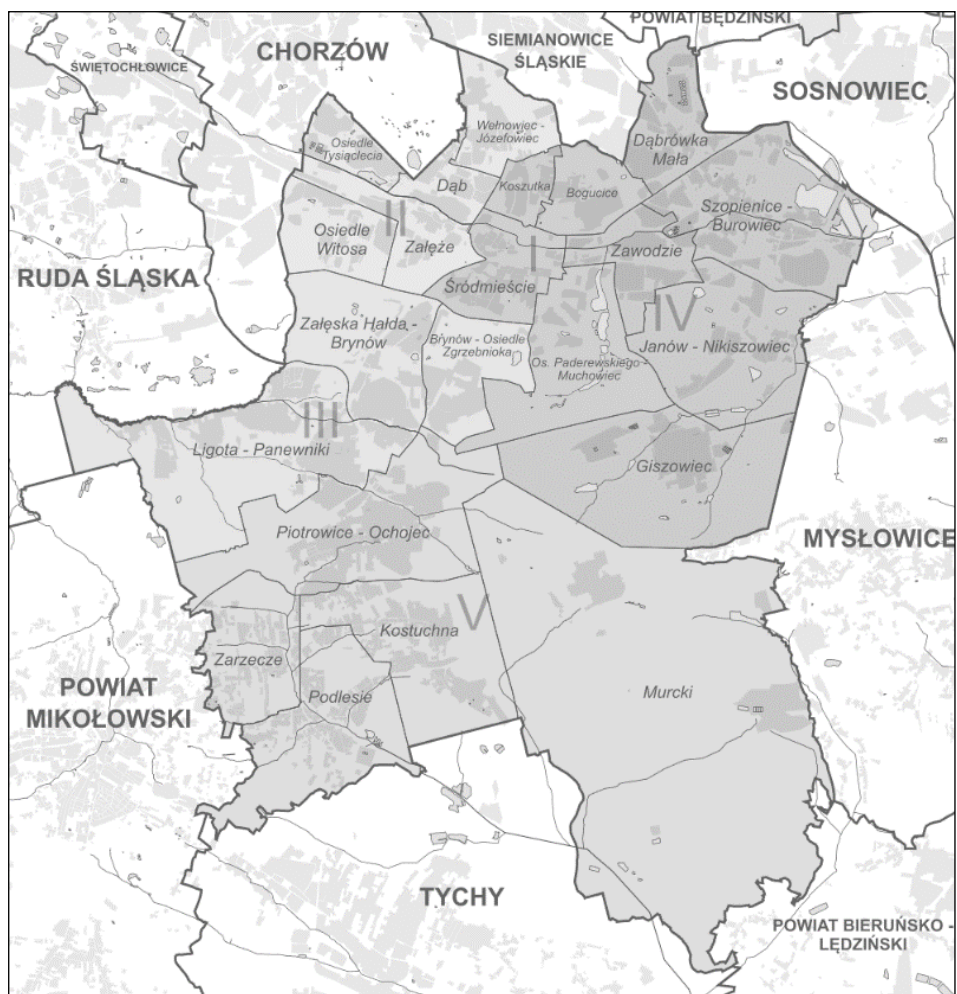 POWIAT BĘDZIŃSKI
CHORZÓW
SIEMIANOWICE
ŚLĄSKIE
ŚWIĘTOCHŁOWICE
SOSNOWIEC
Wełnowiec -
Józefowiec
Osiedle
Tysiąclecia
Dąbrówka
Mała
Dąb
Koszutka
Bogucice
Szopienice -
Burowiec
II
Osiedle
Witosa
Załęże
I
Zawodzie
RUDA ŚLĄSKA
Śródmieście
IV
Załęska Hałda -
Brynów
Brynów - Osiedle
Zgrzebnioka
Janów - Nikiszowiec
Os. Paderewskiego -
Muchowiec
III
Ligota - Panewniki
Giszowiec
Piotrowice - Ochojec
MYSŁOWICE
V
Kostuchna
Zarzecze
Podlesie
Murcki
POWIAT
MIKOŁOWSKI
TYCHY
POWIAT BIERUŃSKO -
LĘDZIŃSKI